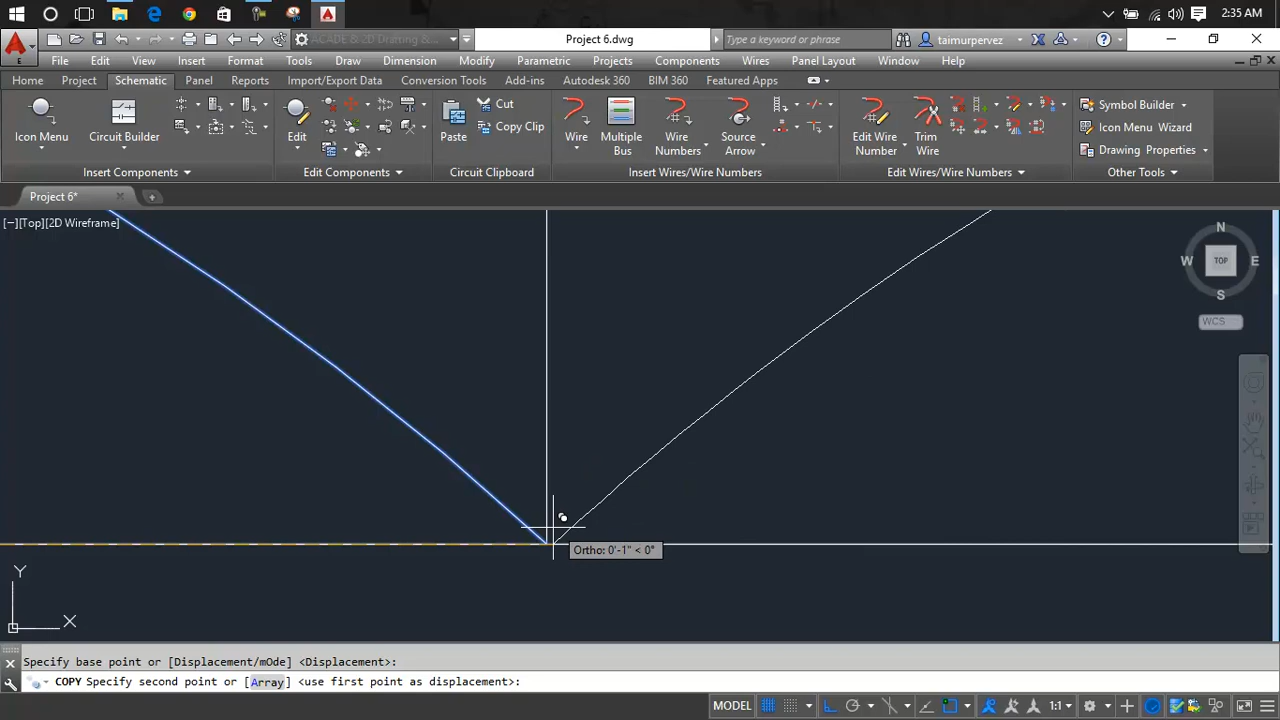 2:35 AM
ACADE & 2D Drafting &
Project 6.dwg
Type a keyword or phrase
taimurpervez
File Edit View Insert Format Tools Draw Dimension Modify Parametric Projects Components Wires Panel Layout Window Help
Home Project Schematic Panel Reports Import/Export Data Conversion Tools Add-ins Autodesk 360 BIM 360 Featured Apps
Icon Menu
Circuit Builder
Edit
Paste
Cut
Copy Clip
Wire
Multiple Bus
Wire Numbers
Source Arrow
Edit Wire Number
Trim Wire
Symbol Builder
Icon Menu Wizard
Drawing Properties
Insert Components
Edit Components
Circuit Clipboard
Insert Wires/Wire Numbers
Edit Wires/Wire Numbers
Other Tools
Project 6*
[−][Top][2D Wireframe]
N
W TOP E
S
WCS
Ortho: 0'-1" < 0°
Y
X
Specify base point or [Displacement/mOde] <Displacement>:
COPY Specify second point or [Array] <use first point as displacement>:
MODEL
1:1